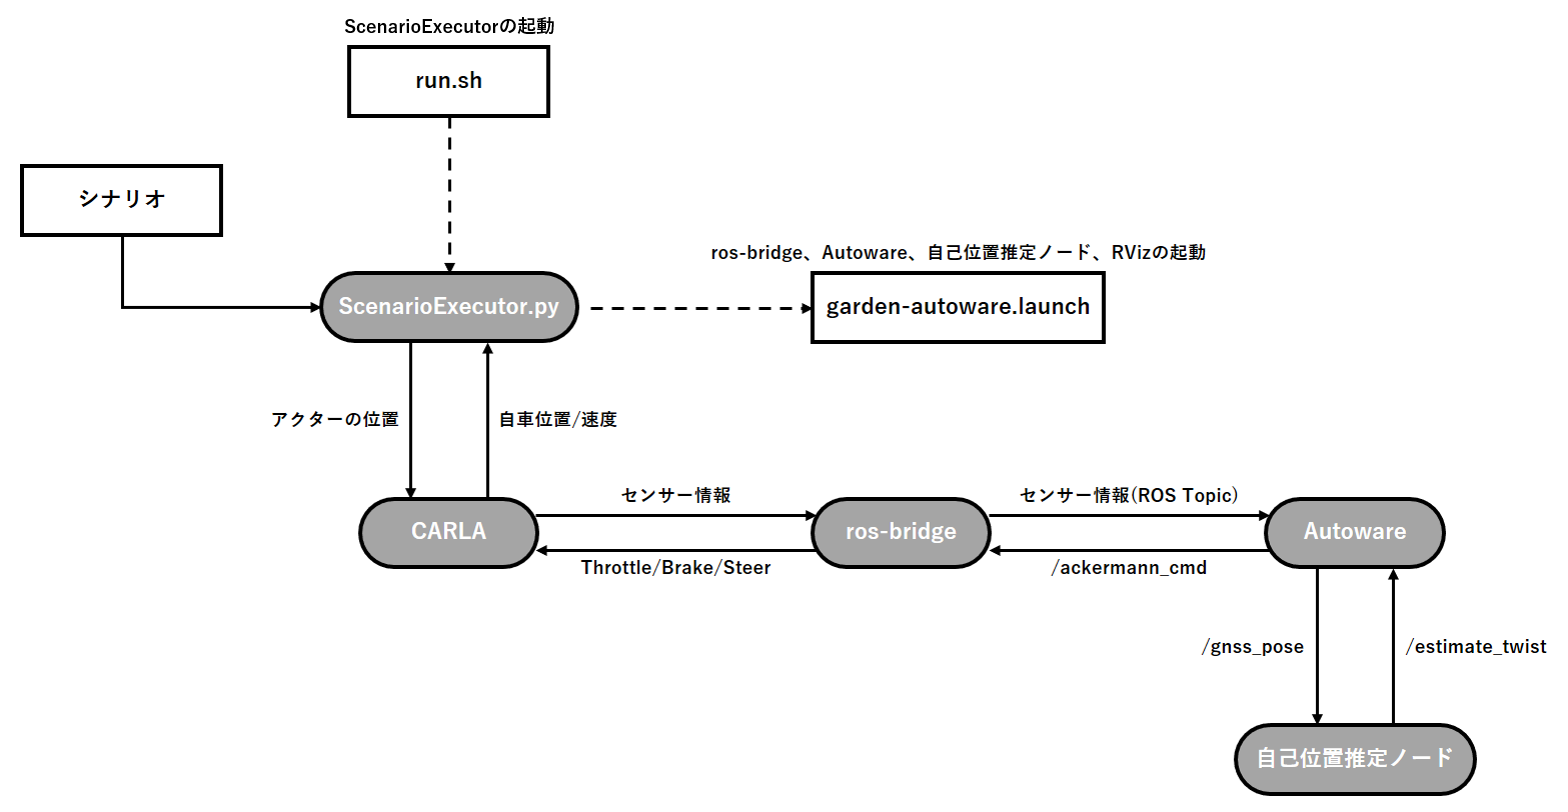 ScenarioExecutorの起動
run.sh
シナリオ
ros-bridge、Autoware、自己位置推定ノード、RVizの起動
ScenarioExecutor.py
garden-autoware.launch
アクターの位置
自車位置/速度
センサー情報
センサー情報(ROS Topic)
CARLA
ros-bridge
Autoware
Throttle/Brake/Steer
/ackermann_cmd
/gnss_pose
/estimate_twist
自己位置推定ノード